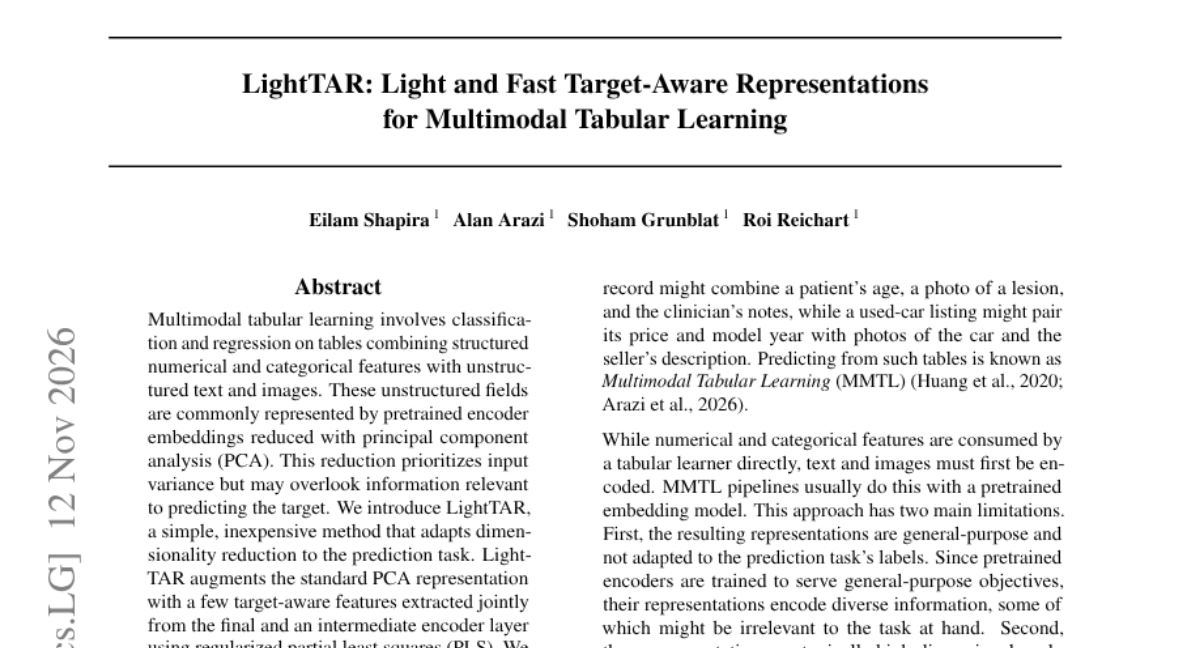 LightTAR: Light and Fast Target-Aware Representations
for Multimodal Tabular Learning
Eilam Shapira 1 Alan Arazi 1 Shoham Grunblat 1 Roi Reichart 1
cs.LG] 12 Nov 2026
Abstract
Multimodal tabular learning involves classifica-
tion and regression on tables combining structured
numerical and categorical features with unstruc-
tured text and images. These unstructured fields
are commonly represented by pretrained encoder
embeddings reduced with principal component
analysis (PCA). This reduction prioritizes input
variance but may overlook information relevant
to predicting the target. We introduce LightTAR,
a simple, inexpensive method that adapts dimen-
sionality reduction to the prediction task. Light-
TAR augments the standard PCA representation
with a few target-aware features extracted jointly
from the final and an intermediate encoder layer
using regularized partial least squares (PLS). We
record might combine a patient's age, a photo of a lesion,
and the clinician's notes, while a used-car listing might pair
its price and model year with photos of the car and the
seller's description. Predicting from such tables is known as
Multimodal Tabular Learning (MMTL) (Huang et al., 2020;
Arazi et al., 2026).
While numerical and categorical features are consumed by
a tabular learner directly, text and images must first be en-
coded. MMTL pipelines usually do this with a pretrained
embedding model. This approach has two main limitations.
First, the resulting representations are general-purpose and
not adapted to the prediction task's labels. Since pretrained
encoders are trained to serve general-purpose objectives,
their representations encode diverse information, some of
which might be irrelevant to the task at hand. Second,